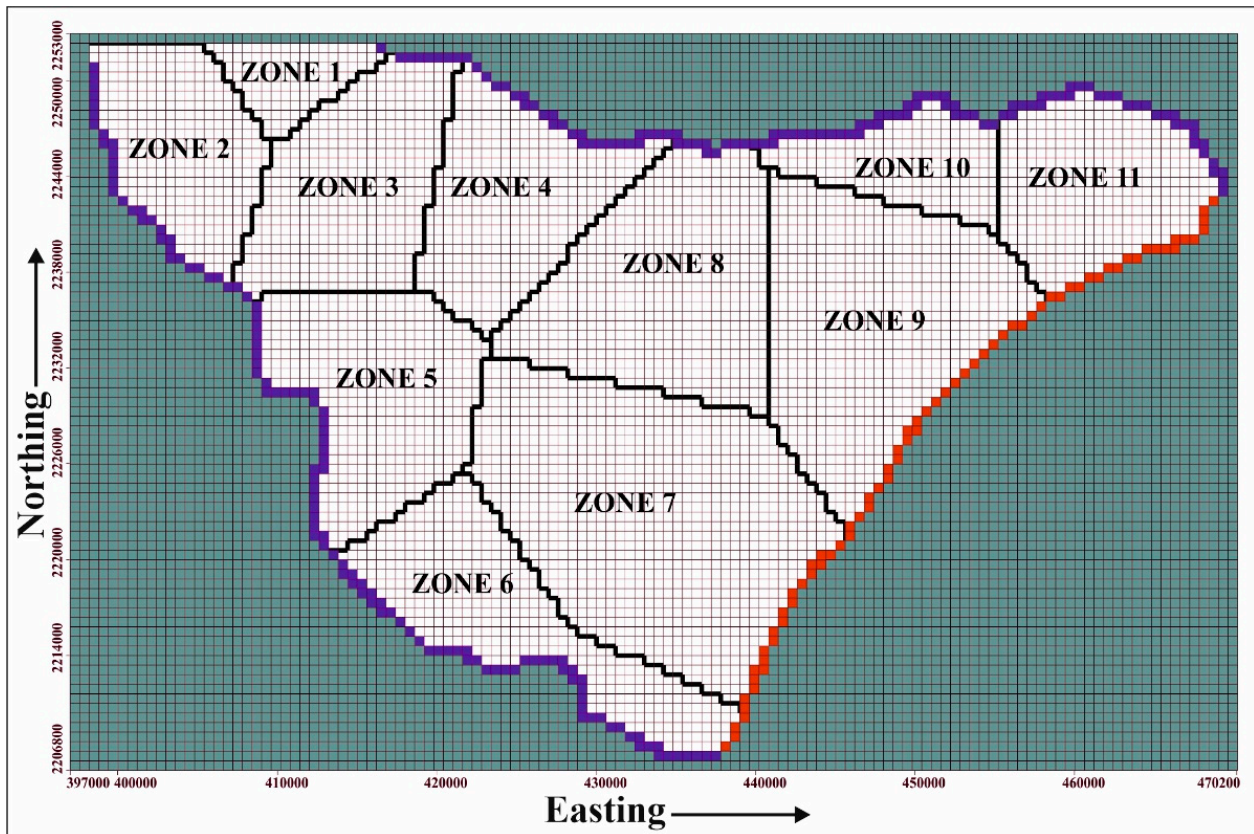 2253000
2250000
2244000
2238000
2232000
2226000
2220000
2214000
2206800
Northing
ZONE 1
ZONE 2
ZONE 3
ZONE 4
ZONE 10
ZONE 11
ZONE 8
ZONE 9
ZONE 5
ZONE 7
ZONE 6
397000 400000 410000 420000 430000 440000 450000 460000 470200
Easting